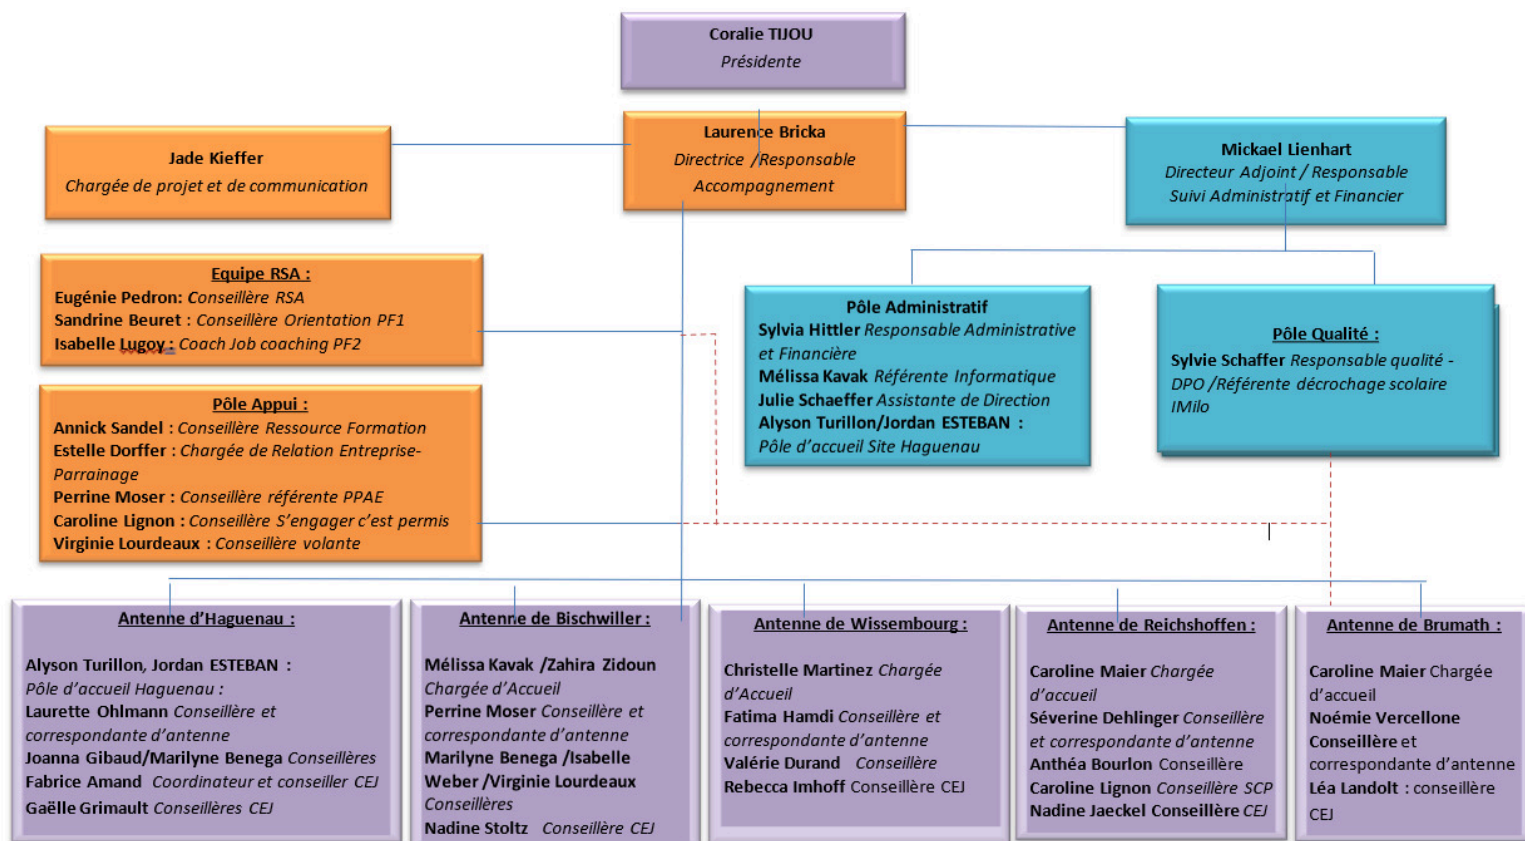 Coralie TIJOU
Présidente
Jade Kieffer
Chargée de projet et de communication
Laurence Bricka
Directrice /Responsable
Accompagnement
Mickael Lienhart
Directeur Adjoint / Responsable
Suivi Administratif et Financier
Equipe RSA :
Eugénie Pedron: Conseillère RSA
Sandrine Beuret : Conseillère Orientation PF1
Isabelle Lugoy : Coach Job coaching PF2
Pôle Administratif
Sylvia Hittler Responsable Administrative
et Financière
Mélissa Kavak Référente Informatique
Julie Schaeffer Assistante de Direction
Alyson Turillon/Jordan ESTEBAN :
Pôle d'accueil Site Haguenau
Pôle Qualité :
Sylvie Schaffer Responsable qualité -
DPO /Référente décrochage scolaire
IMilo
Pôle Appui :
Annick Sandel : Conseillère Ressource Formation
Estelle Dorffer : Chargée de Relation Entreprise-
Parrainage
Perrine Moser : Conseillère référente PPAE
Caroline Lignon : Conseillère S'engager c'est permis
Virginie Lourdeaux : Conseillère volante
Antenne d'Haguenau :
Alyson Turillon, Jordan ESTEBAN :
Pôle d'accueil Haguenau :
Laurette Ohlmann Conseillère et
correspondante d'antenne
Joanna Gibaud/Marilyne Benega Conseillères
Fabrice Amand Coordinateur et conseiller CEJ
Gaëlle Grimault Conseillères CEJ
Antenne de Bischwiller :
Mélissa Kavak /Zahira Zidoun
Chargée d'Accueil
Perrine Moser Conseillère et
correspondante d'antenne
Marilyne Benega /Isabelle
Weber /Virginie Lourdeaux
Conseillères
Nadine Stoltz Conseillère CEJ
Antenne de Wissembourg :
Christelle Martinez Chargée
d'Accueil
Fatima Hamdi Conseillère et
correspondante d'antenne
Valérie Durand Conseillère
Rebecca Imhoff Conseillère CEJ
Antenne de Reichshoffen :
Caroline Maier Chargée
d'accueil
Séverine Dehlinger Conseillère
et correspondante d'antenne
Anthéa Bourlon Conseillère
Caroline Lignon Conseillère SCP
Nadine Jaeckel Conseillère CEJ
Antenne de Brumath :
Caroline Maier Chargée
d'accueil
Noémie Vercellone
Conseillère et
correspondante d'antenne
Léa Landolt : conseillère
CEJ